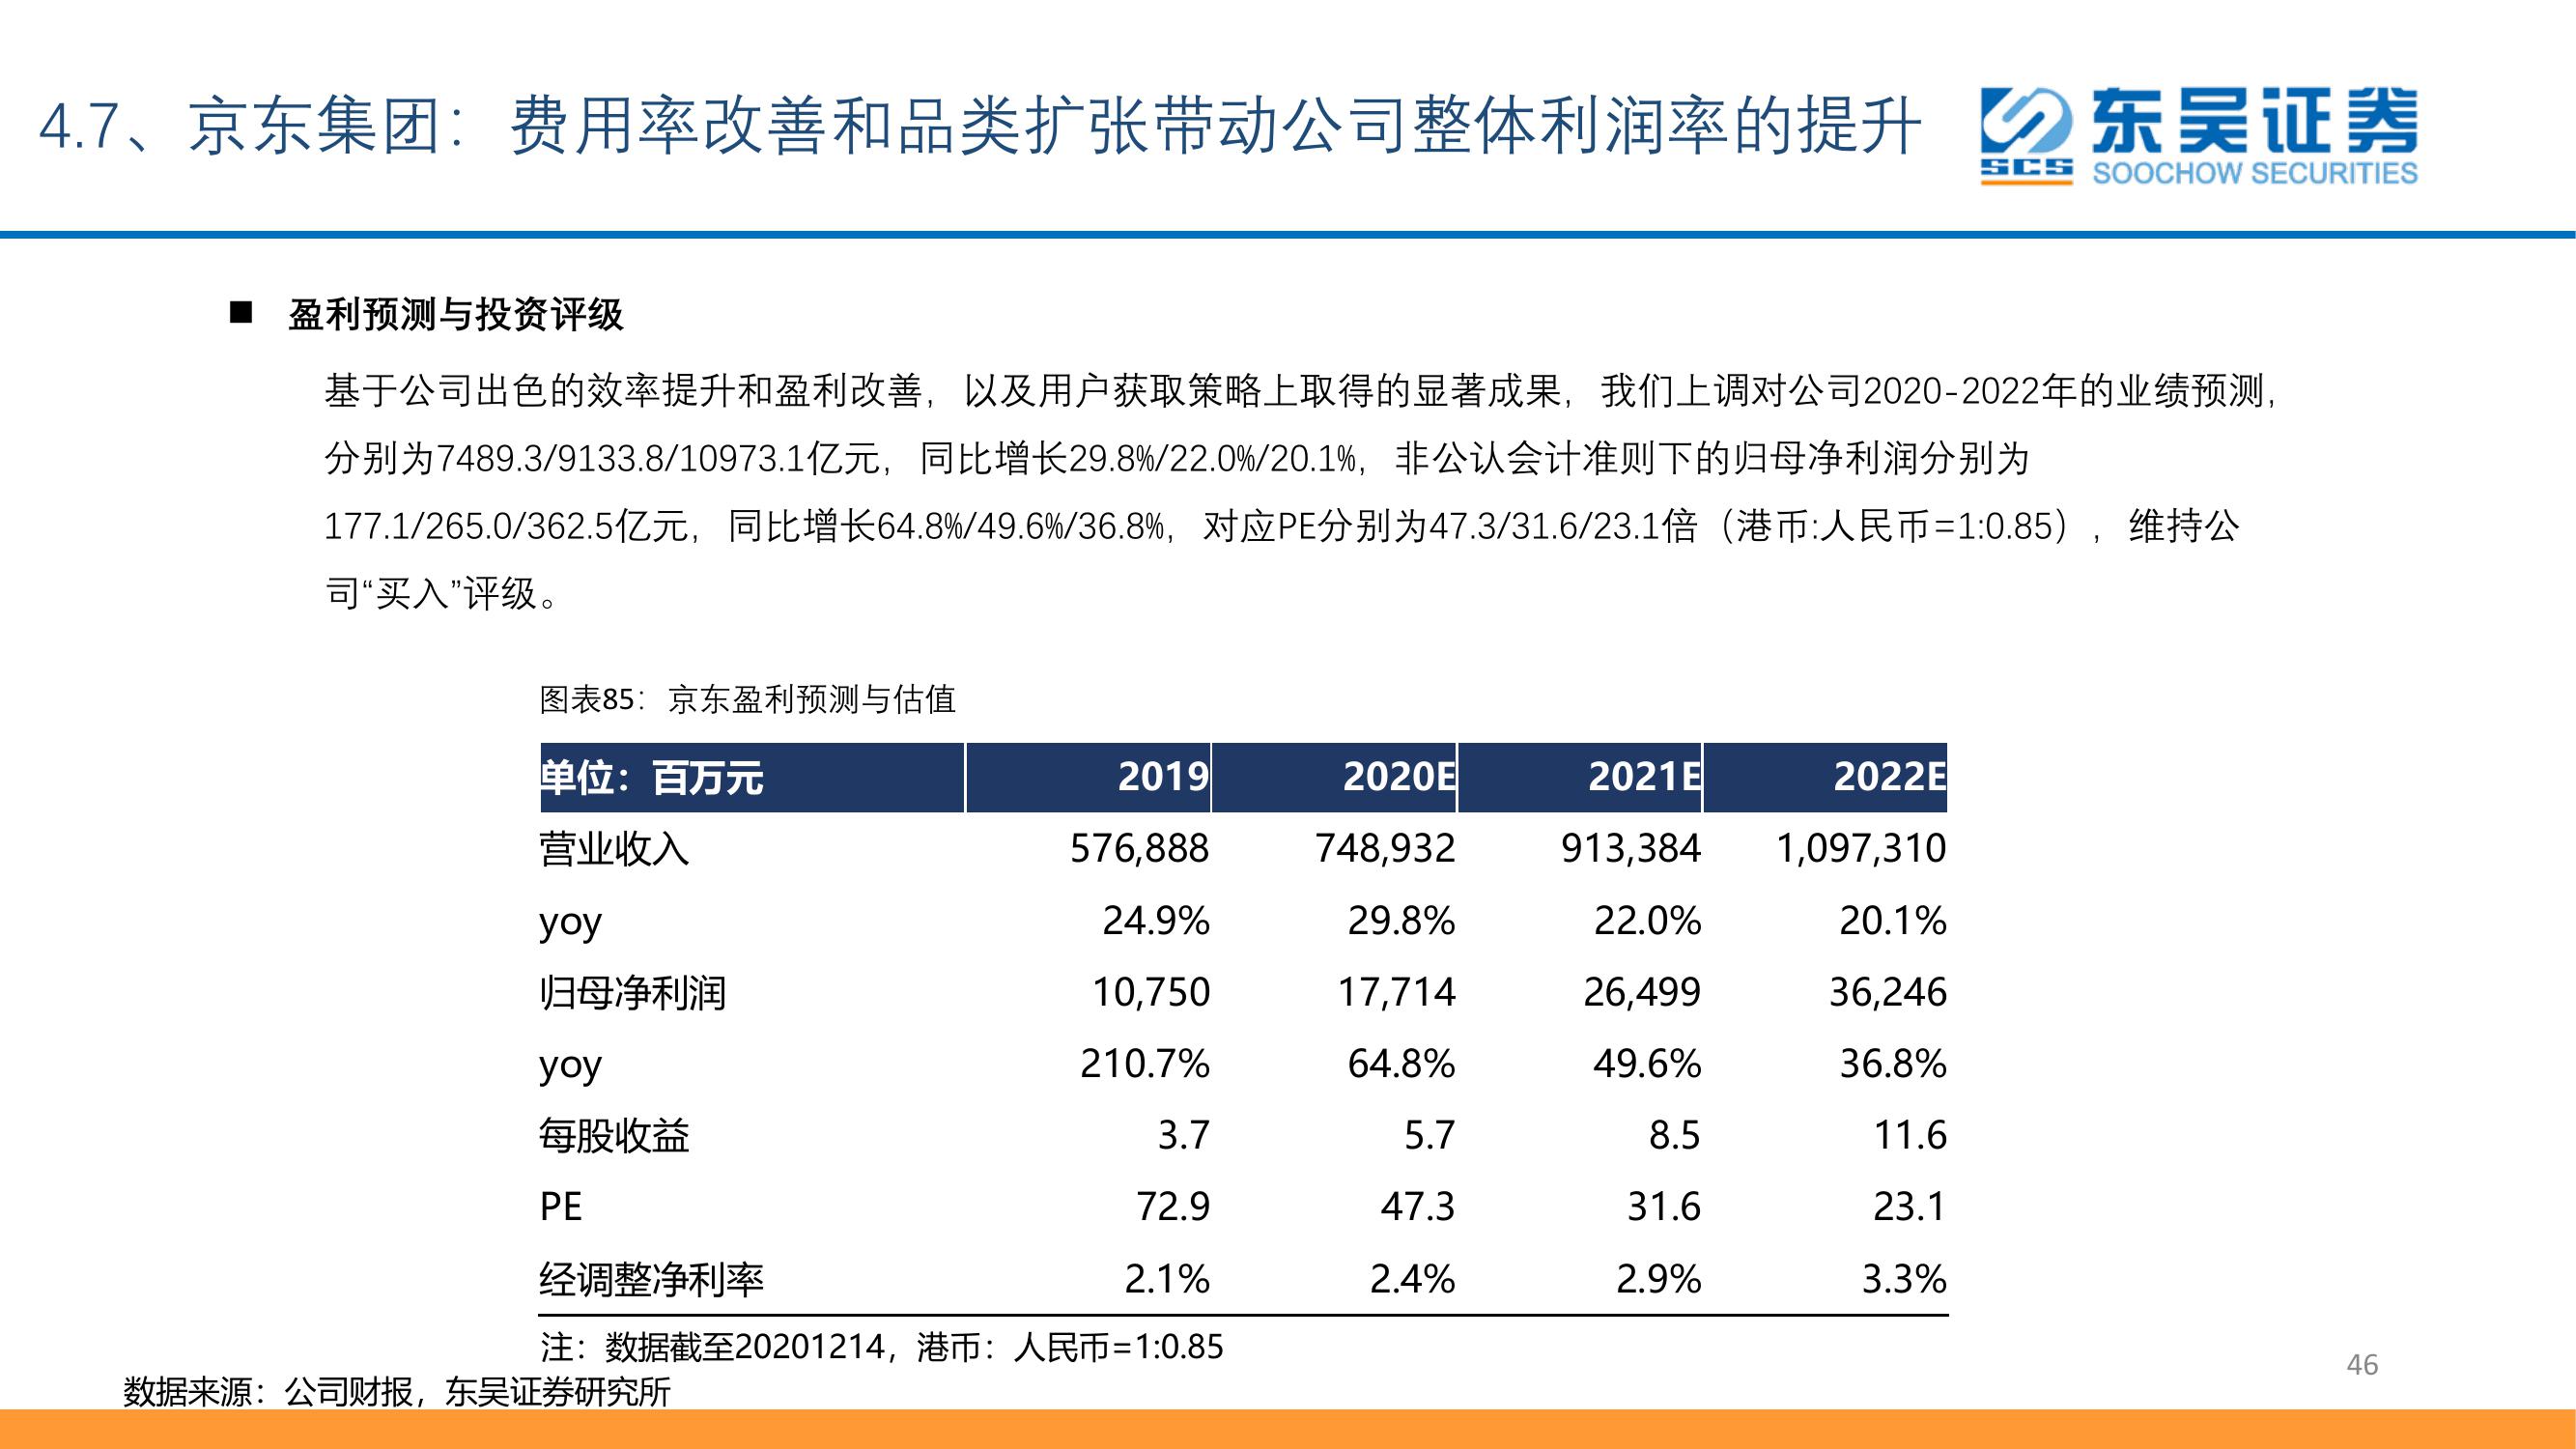 4.7、京东集团：费用率改善和品类扩张带动公司整体利润率的提升
东吴证券
SCS
SOOCHOW SECURITIES
■ 盈利预测与投资评级
基于公司出色的效率提升和盈利改善，以及用户获取策略上取得的显著成果，我们上调对公司2020-2022年的业绩预测，
分别为7489.3/9133.8/10973.1亿元，同比增长29.8%/22.0%/20.1%，非公认会计准则下的归母净利润分别为
177.1/265.0/362.5亿元，同比增长64.8%/49.6%/36.8%，对应PE分别为47.3/31.6/23.1倍（港币:人民币=1:0.85），维持公
司“买入”评级。
图表85：京东盈利预测与估值
单位：百万元 2019 2020E 2021E 2022E
营业收入 576,888 748,932 913,384 1,097,310
yoy 24.9% 29.8% 22.0% 20.1%
归母净利润 10,750 17,714 26,499 36,246
yoy 210.7% 64.8% 49.6% 36.8%
每股收益 3.7 5.7 8.5 11.6
PE 72.9 47.3 31.6 23.1
经调整净利率 2.1% 2.4% 2.9% 3.3%
注：数据截至20201214，港币：人民币=1:0.85
46
数据来源：公司财报，东吴证券研究所